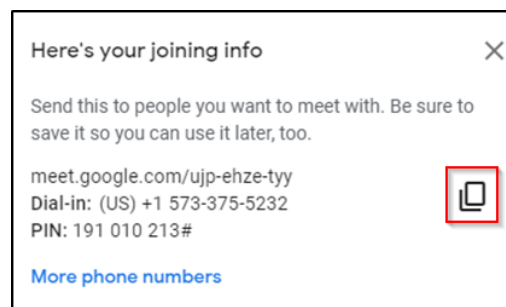 Here's your joining info
Send this to people you want to meet with. Be sure to
save it so you can use it later, too.
meet.google.com/ujp-ehze-tyy
Dial-in: (US) +1 573-375-5232
PIN: 191 010 213#
More phone numbers